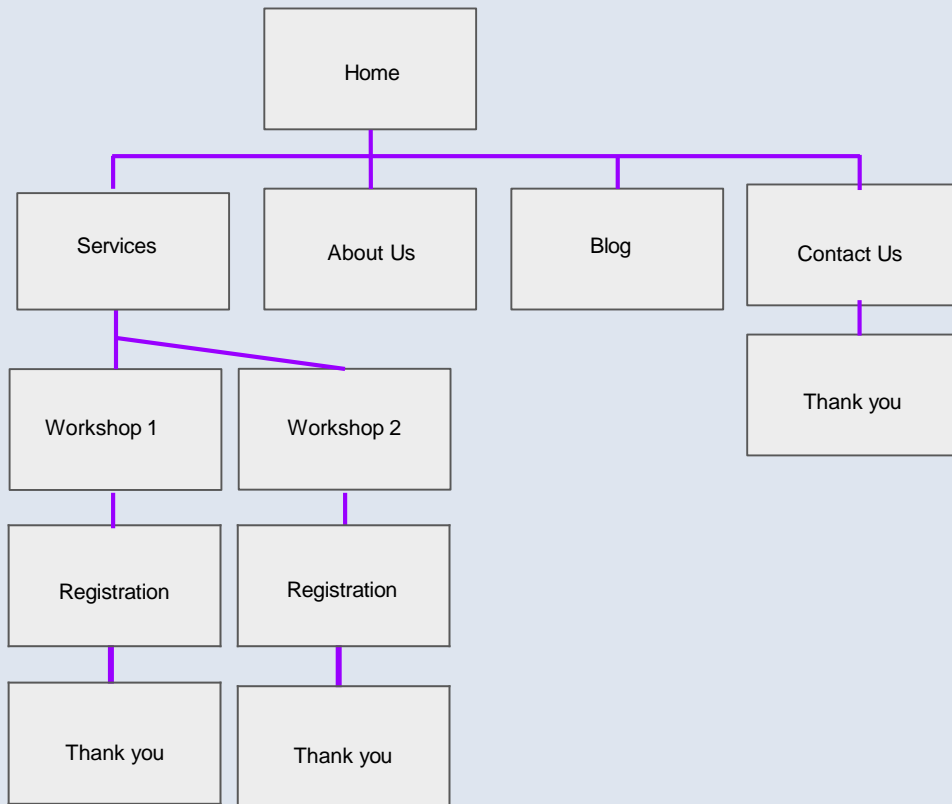 Home
Services
About Us
Blog
Contact Us
Thank you
Workshop 1
Workshop 2
Registration
Registration
Thank you
Thank you